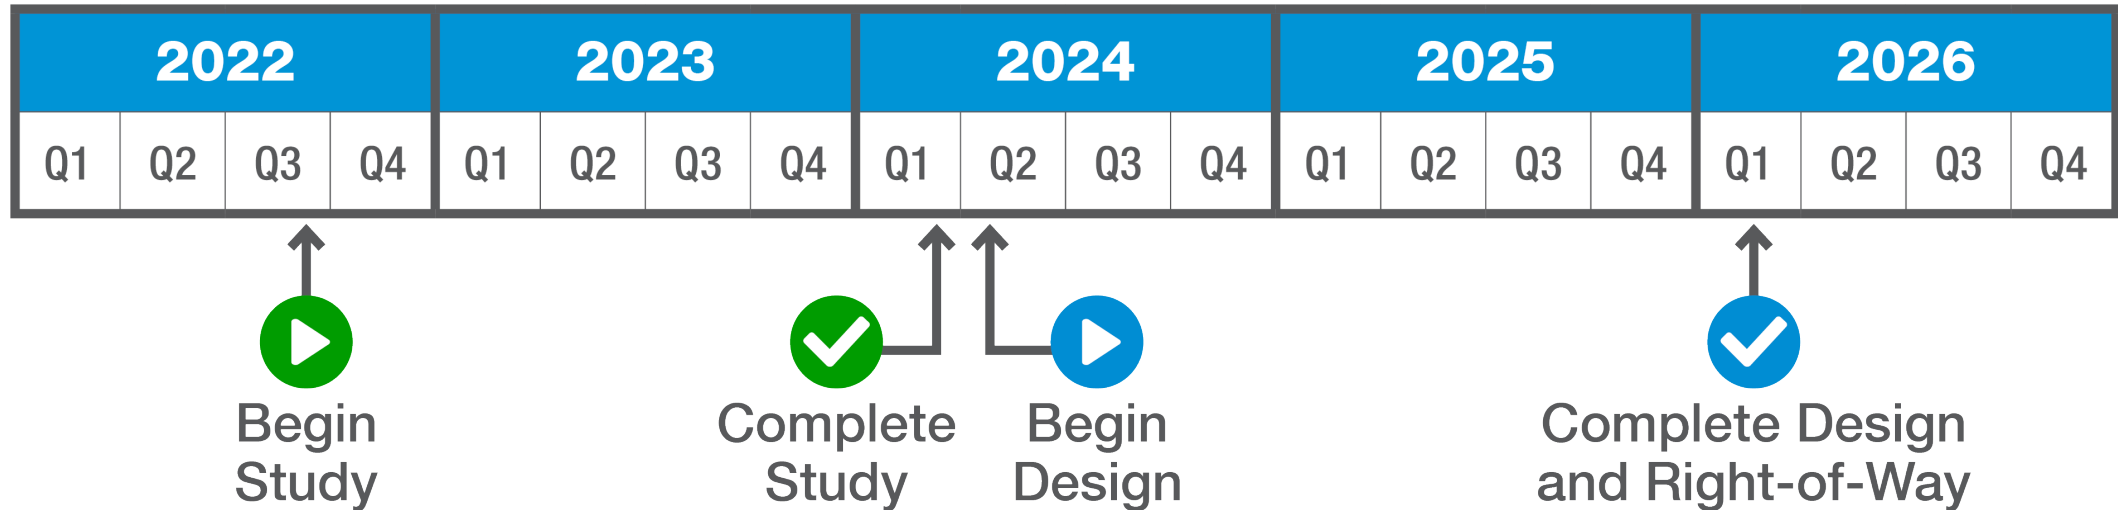 2022 2023 2024 2025 2026
Q1 Q2 Q3 Q4 Q1 Q2 Q3 Q4 Q1 Q2 Q3 Q4 Q1 Q2 Q3 Q4 Q1 Q2 Q3 Q4
Begin
Study
Complete
Study
Begin
Design
Complete Design
and Right-of-Way